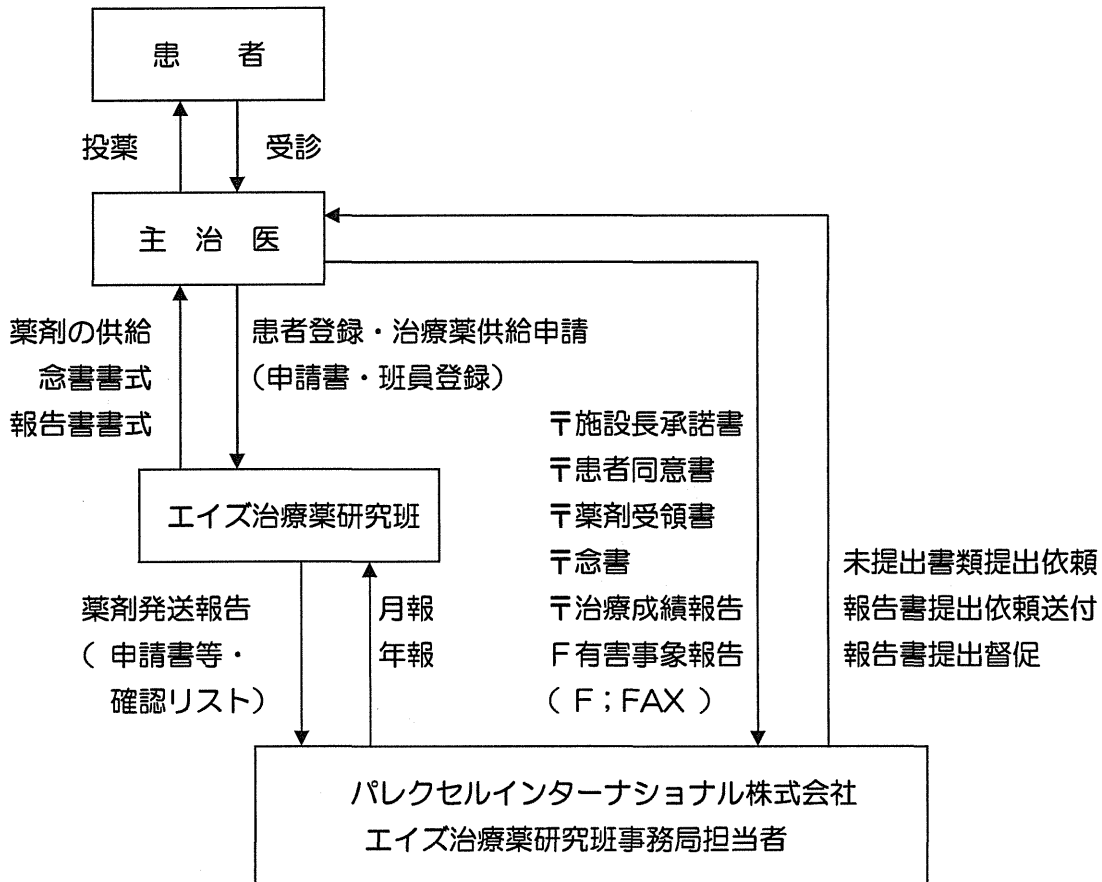 患　者
投薬
受診
主 治 医
薬剤の供給
念書書式
報告書書式
患者登録・治療薬供給申請
（申請書・班員登録）
エイズ治療薬研究班
薬剤発送報告
（ 申請書等・
確認リスト）
月報
年報
〒施設長承諾書
〒患者同意書
〒薬剤受領書
〒念書
〒治療成績報告
F有害事象報告
（ F；FAX ）
未提出書類提出依頼
報告書提出依頼送付
報告書提出督促
パレクセルインターナショナル株式会社
エイズ治療薬研究班事務局担当者